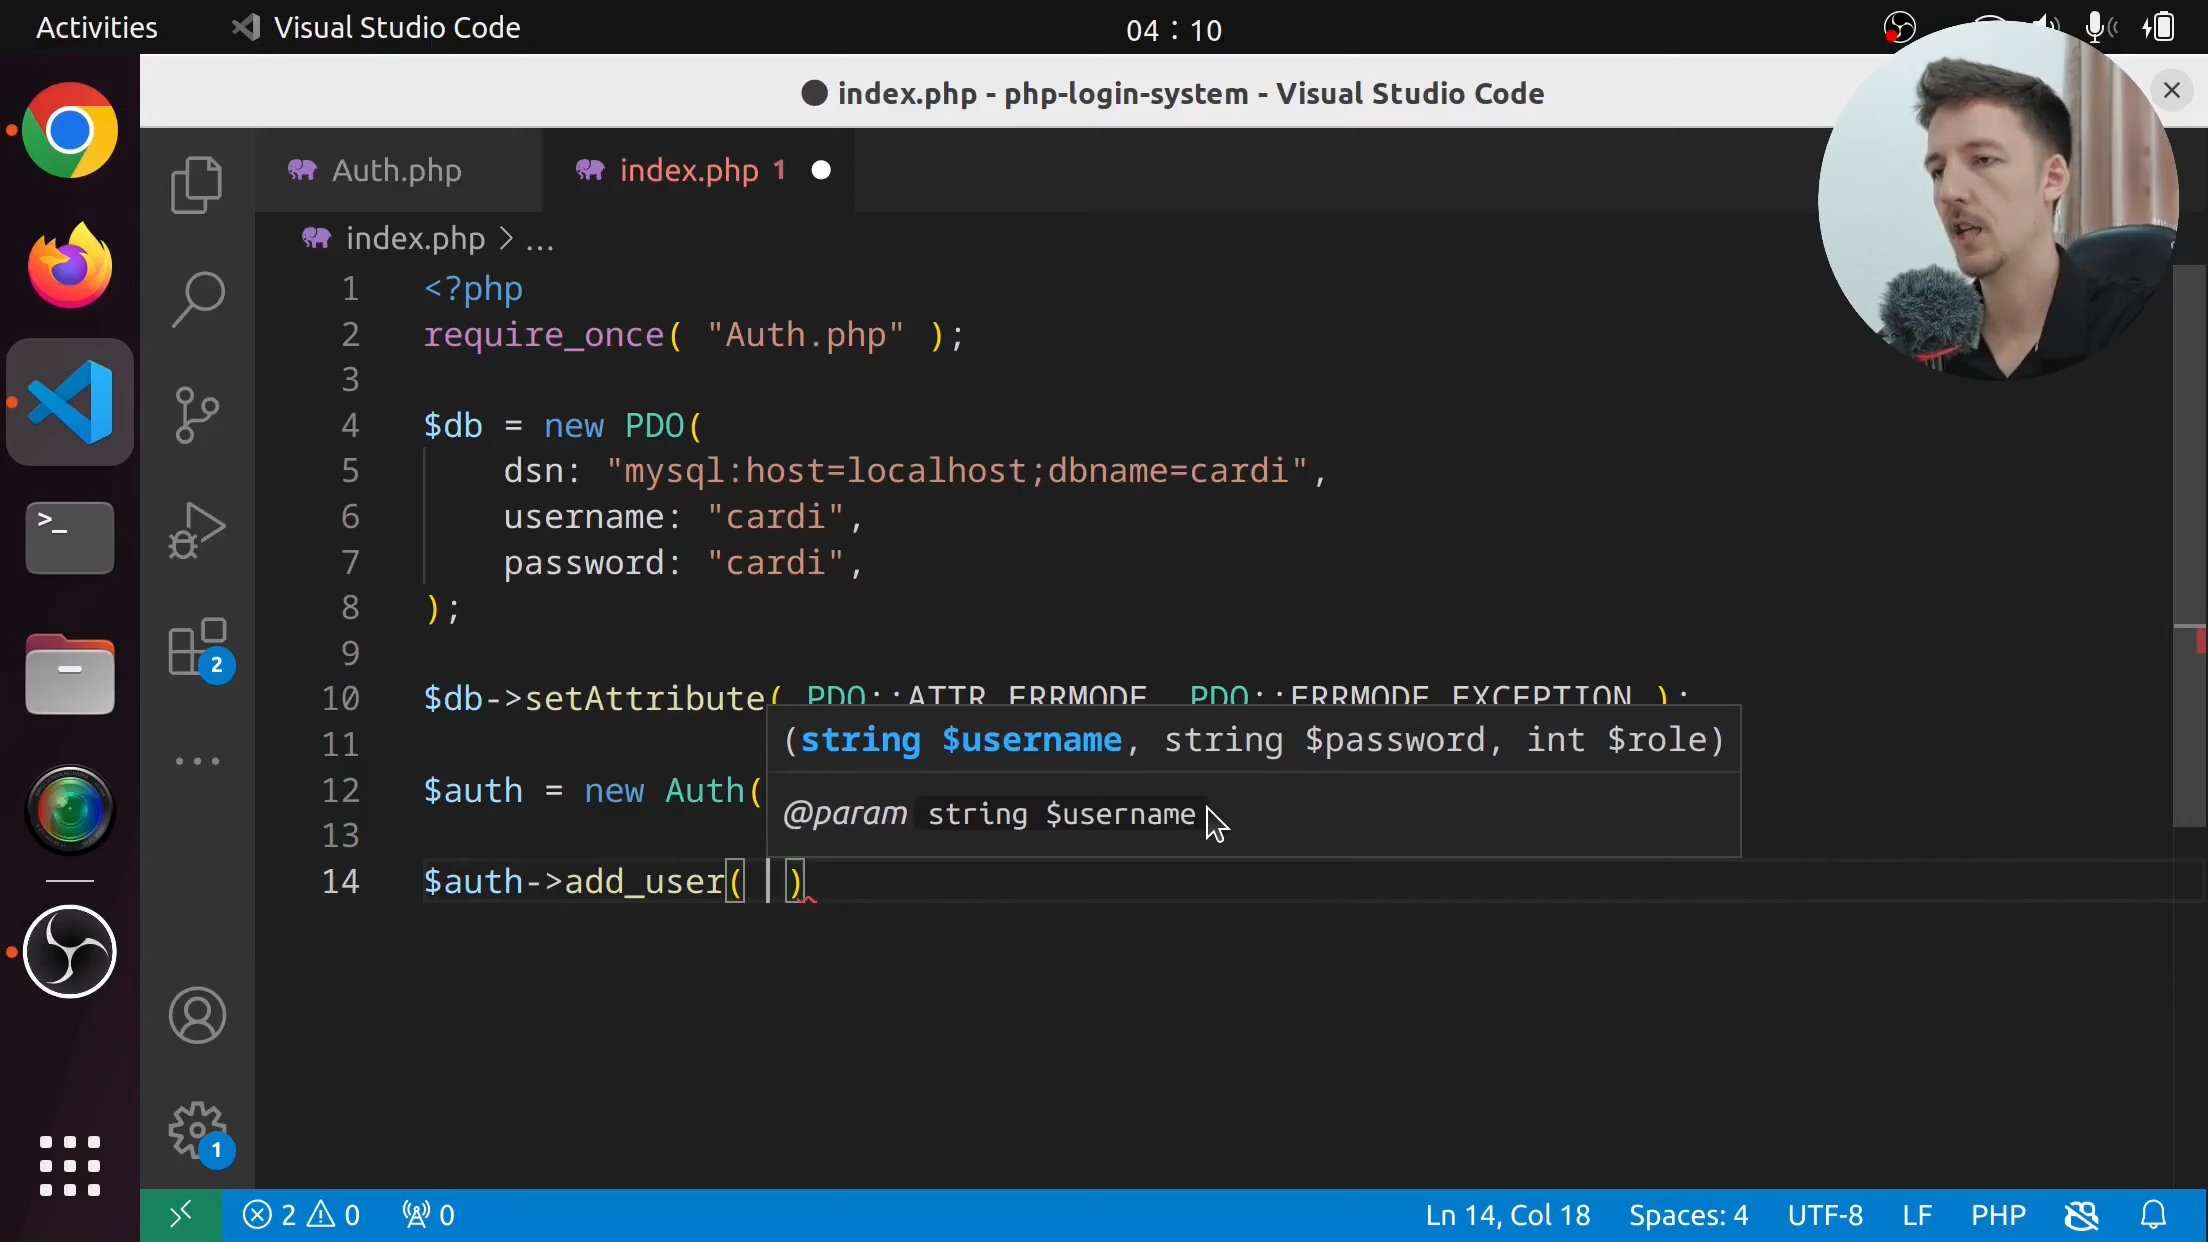 Activities
Visual Studio Code
04 : 10
index.php - php-login-system - Visual Studio Code
Auth.php
index.php 1
index.php > ...
1 <?php
2 require_once( "Auth.php" );
3
4 $db = new PDO(
5 dsn: "mysql:host=localhost;dbname=cardi",
6 username: "cardi",
7 password: "cardi",
8 );
9
10 $db->setAttribute( PDO::ATTR_ERRMODE, PDO::ERRMODE_EXCEPTION );
(string $username, string $password, int $role)
11
12 $auth = new Auth(
@param string $username
13
14 $auth->add_user( )
2
1
2 0
0
Ln 14, Col 18
Spaces: 4
UTF-8
LF
PHP